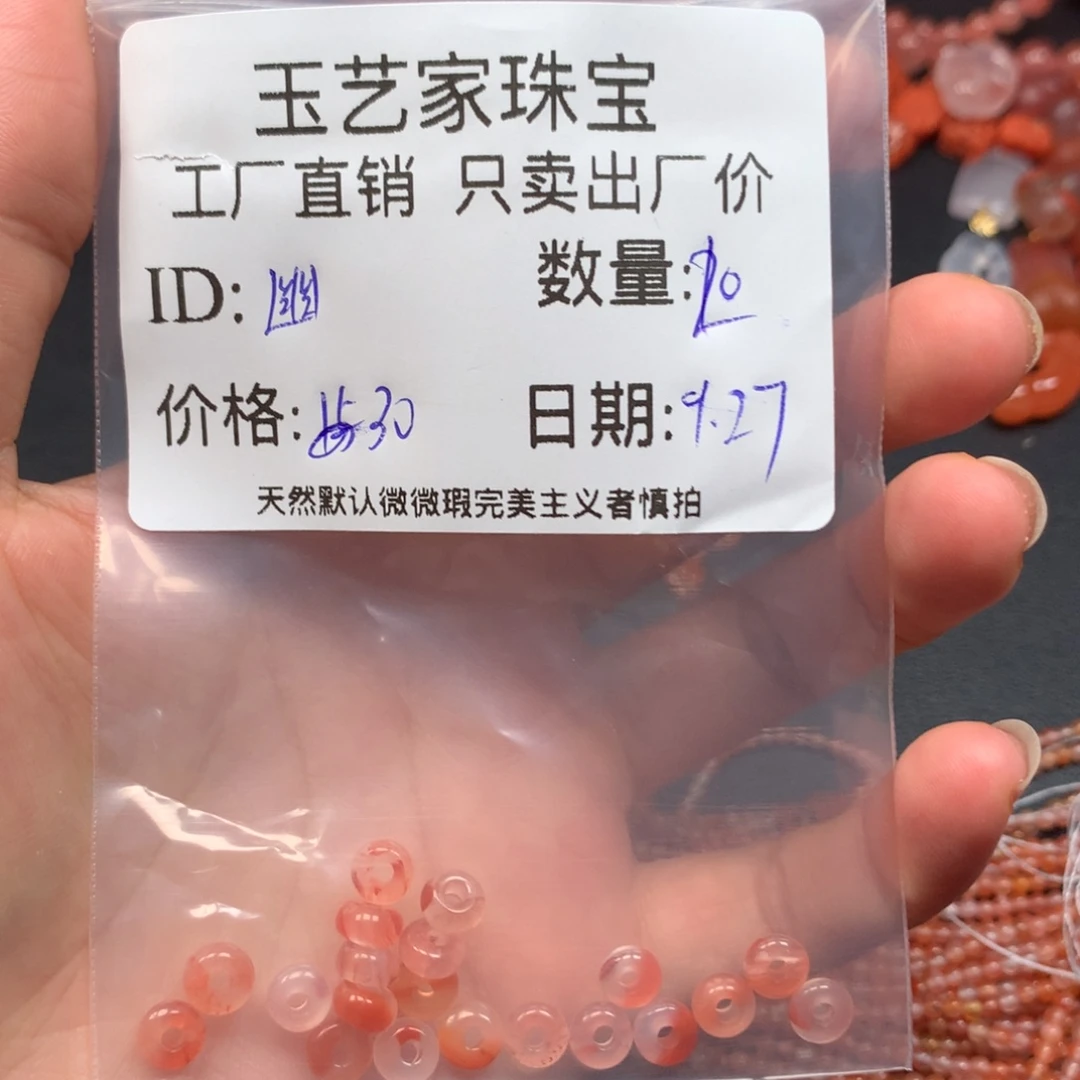 玉艺家珠宝
工厂直销 只卖出厂价
ID: 幽 数量:20
价格:30 日期:9.27
天然默认微微瑕完美主义者慎拍